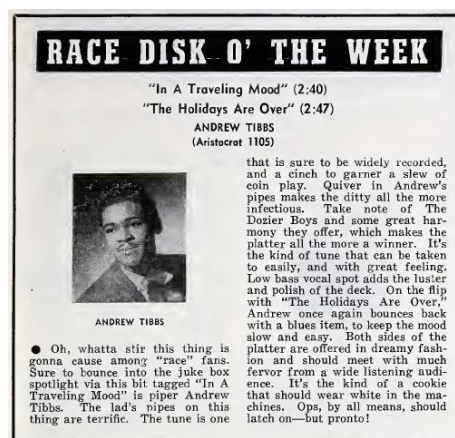 RACE DISK O' THE WEEK
"In A Traveling Mood" (2:40)
"The Holidays Are Over" (2:47)
ANDREW TIBBS
(Aristocrat 1105)
ANDREW TIBBS
● Oh, whatta stir this thing is
gonna cause among "race" fans.
Sure to bounce into the juke box
spotlight via this bit tagged "In A
Traveling Mood" is piper Andrew
Tibbs. The lad's pipes on this
thing are terrific. The tune is one
that is sure to be widely recorded,
and a cinch to garner a slew of
coin play. Quiver in Andrew's
pipes makes the ditty all the more
infectious. Take note of The
Dozier Boys and some great har-
mony they offer, which makes the
platter all the more a winner. It's
the kind of tune that can be taken
to easily, and with great feeling.
Low bass vocal spot adds the luster
and polish of the deck. On the flip
with "The Holidays Are Over,"
Andrew once again bounces back
with a blues item, to keep the mood
slow and easy. Both sides of the
platter are offered in dreamy fash-
ion and should meet with much
fervor from a wide listening audi-
ence. It's the kind of a cookie
that should wear white in the ma-
chines. Ops, by all means, should
latch on—but pronto!